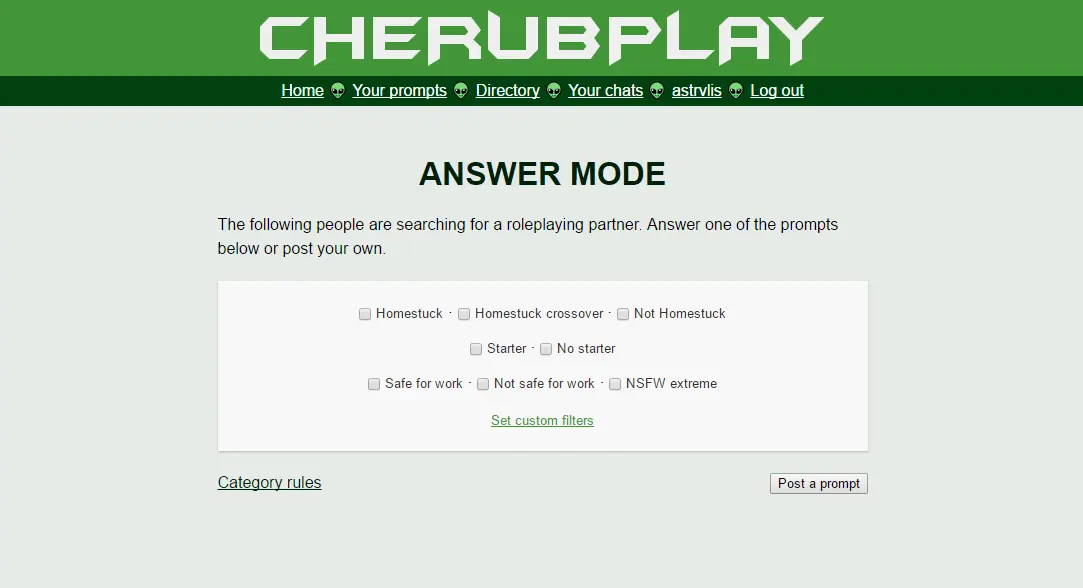 CHERUBPLAY
Home 👽 Your prompts 👽 Directory 👽 Your chats 👽 astrvlis 👽 Log out
ANSWER MODE
The following people are searching for a roleplaying partner. Answer one of the prompts
below or post your own.
Homestuck · Homestuck crossover · Not Homestuck
Starter · No starter
Safe for work · Not safe for work · NSFW extreme
Set custom filters
Category rules
Post a prompt